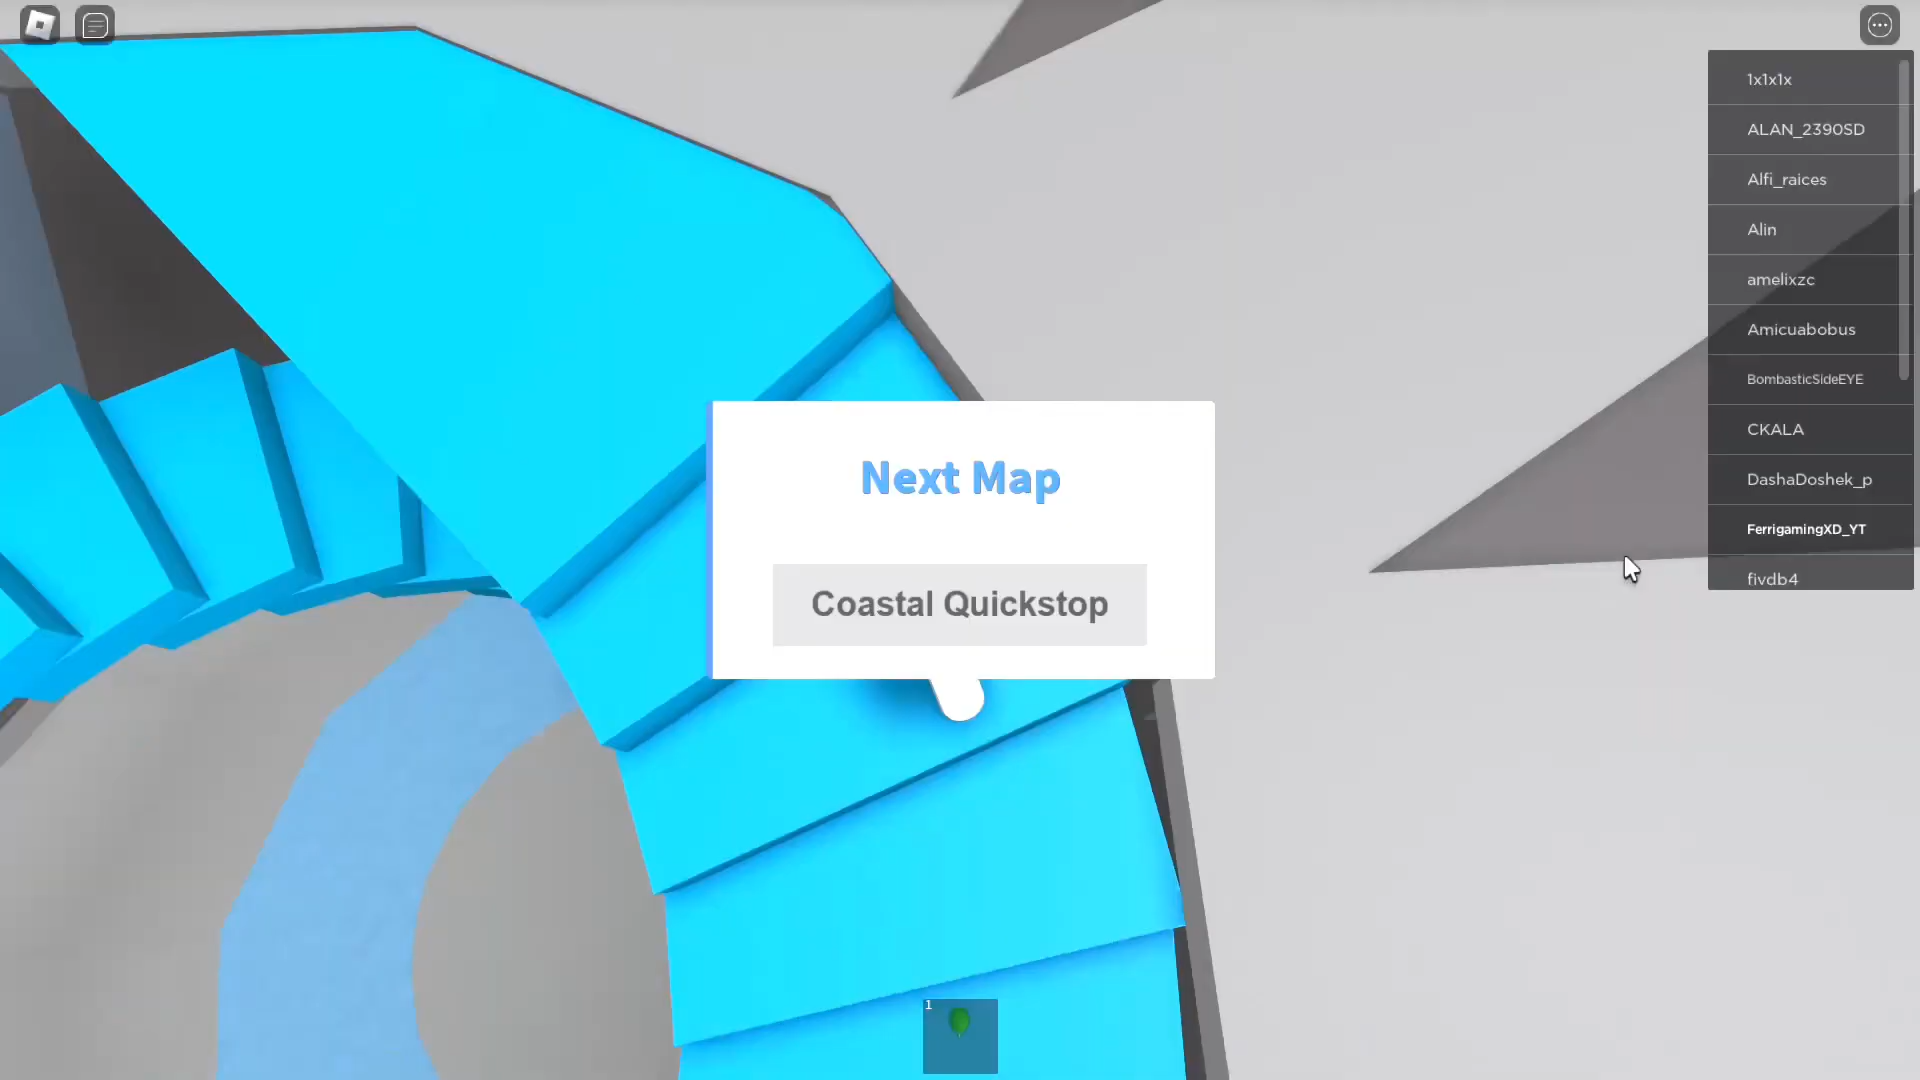 1x1x1x
ALAN_2390SD
Alfi_raices
Alin
amelixzc
Amicuabobus
BombasticSideEYE
CKALA
DashaDoshek_p
FerrigamingXD_YT
fivdb4
Next Map
Coastal Quickstop
1